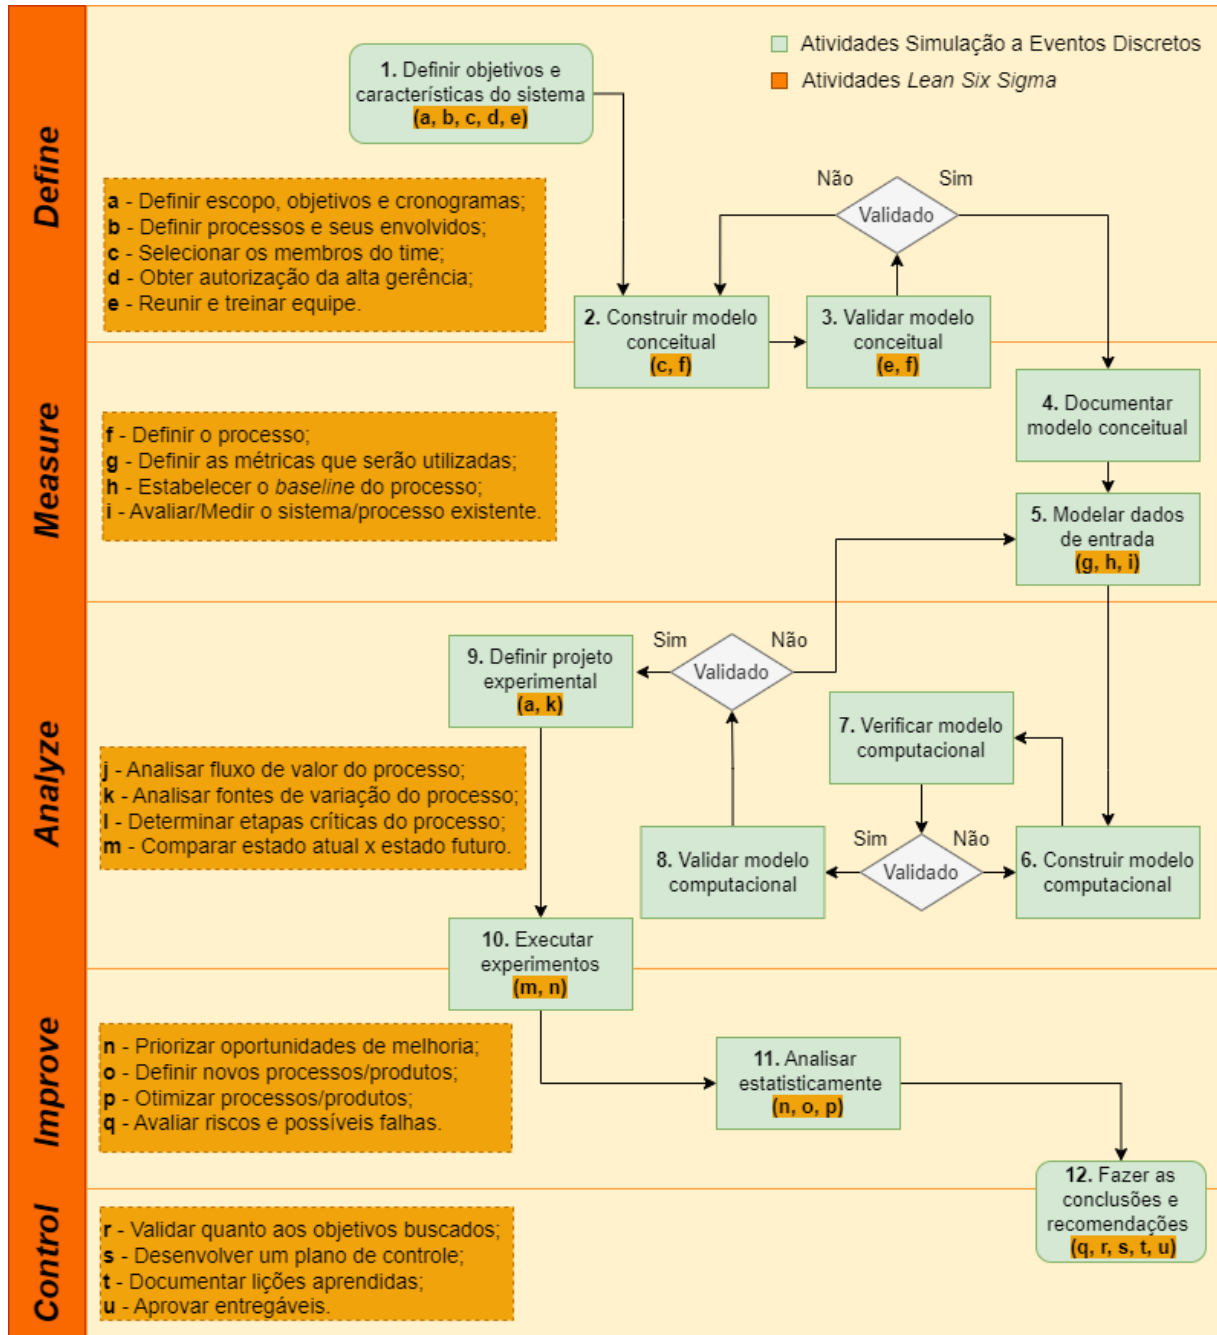 Atividades Simulação a Eventos Discretos
Atividades Lean Six Sigma
Define
1. Definir objetivos e
características do sistema
(a, b, c, d, e)
a - Definir escopo, objetivos e cronogramas;
b - Definir processos e seus envolvidos;
c - Selecionar os membros do time;
d - Obter autorização da alta gerência;
e - Reunir e treinar equipe.
Não
Sim
Validado
2. Construir modelo
conceitual
(c, f)
3. Validar modelo
conceitual
(e, f)
Measure
f - Definir o processo;
g - Definir as métricas que serão utilizadas;
h - Estabelecer o baseline do processo;
i - Avaliar/Medir o sistema/processo existente.
4. Documentar
modelo conceitual
5. Modelar dados
de entrada
(g, h, i)
Analyze
Sim
Não
Validado
9. Definir projeto
experimental
(a, k)
7. Verificar modelo
computacional
j - Analisar fluxo de valor do processo;
k - Analisar fontes de variação do processo;
l - Determinar etapas críticas do processo;
m - Comparar estado atual x estado futuro.
8. Validar modelo
computacional
Sim
Não
Validado
6. Construir modelo
computacional
10. Executar
experimentos
(m, n)
Improve
n - Priorizar oportunidades de melhoria;
o - Definir novos processos/produtos;
p - Otimizar processos/produtos;
q - Avaliar riscos e possíveis falhas.
11. Analisar
estatisticamente
(n, o, p)
12. Fazer as
conclusões e
recomendações
(q, r, s, t, u)
Control
r - Validar quanto aos objetivos buscados;
s - Desenvolver um plano de controle;
t - Documentar lições aprendidas;
u - Aprovar entregáveis.